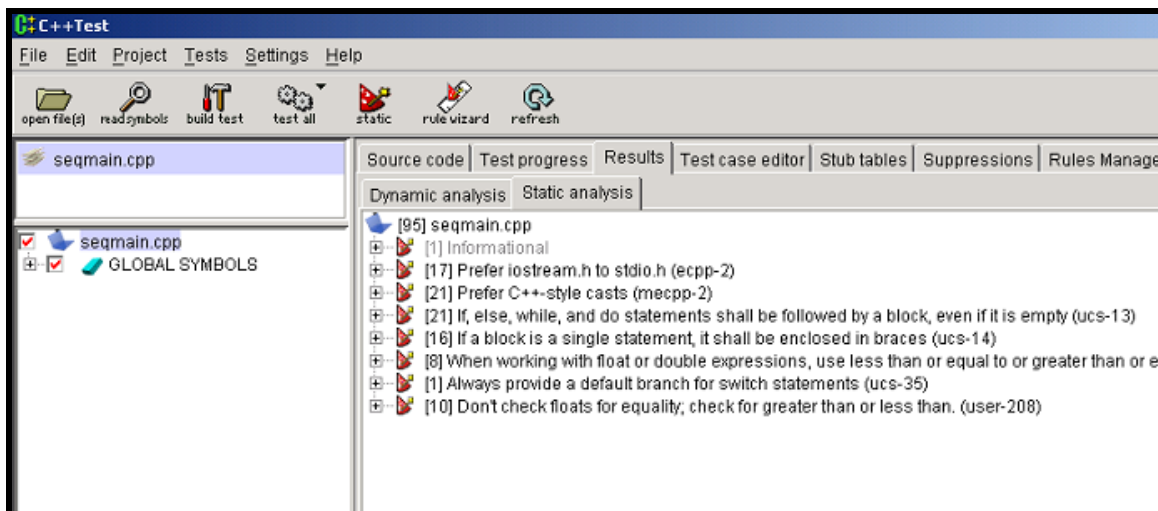 C++Test
File Edit Project Tests Settings Help
open file(s) read symbols build test test all static rule wizard refresh
seqmain.cpp
seqmain.cpp
GLOBAL SYMBOLS
Source code Test progress Results Test case editor Stub tables Suppressions Rules Manage
Dynamic analysis Static analysis
[95] seqmain.cpp
[1] Informational
[17] Prefer iostream.h to stdio.h (ecpp-2)
[21] Prefer C++-style casts (mecpp-2)
[21] If, else, while, and do statements shall be followed by a block, even if it is empty (ucs-13)
[16] If a block is a single statement, it shall be enclosed in braces (ucs-14)
[8] When working with float or double expressions, use less than or equal to or greater than or e
[1] Always provide a default branch for switch statements (ucs-35)
[10] Don't check floats for equality; check for greater than or less than. (user-208)